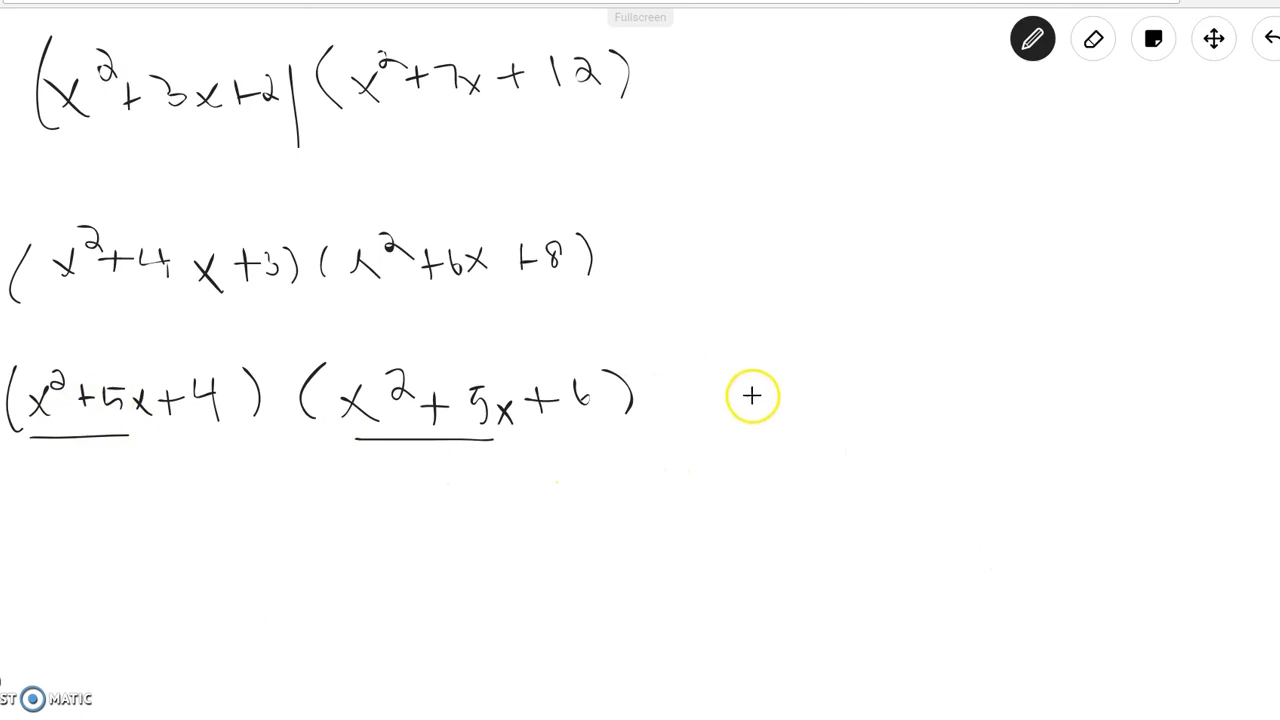 Fullscreen
(x²+3x+2)(x²+7x+12)
(x²+4x+3)(x²+6x+8)
(x²+5x+4)(x²+5x+6)
ST MATIC